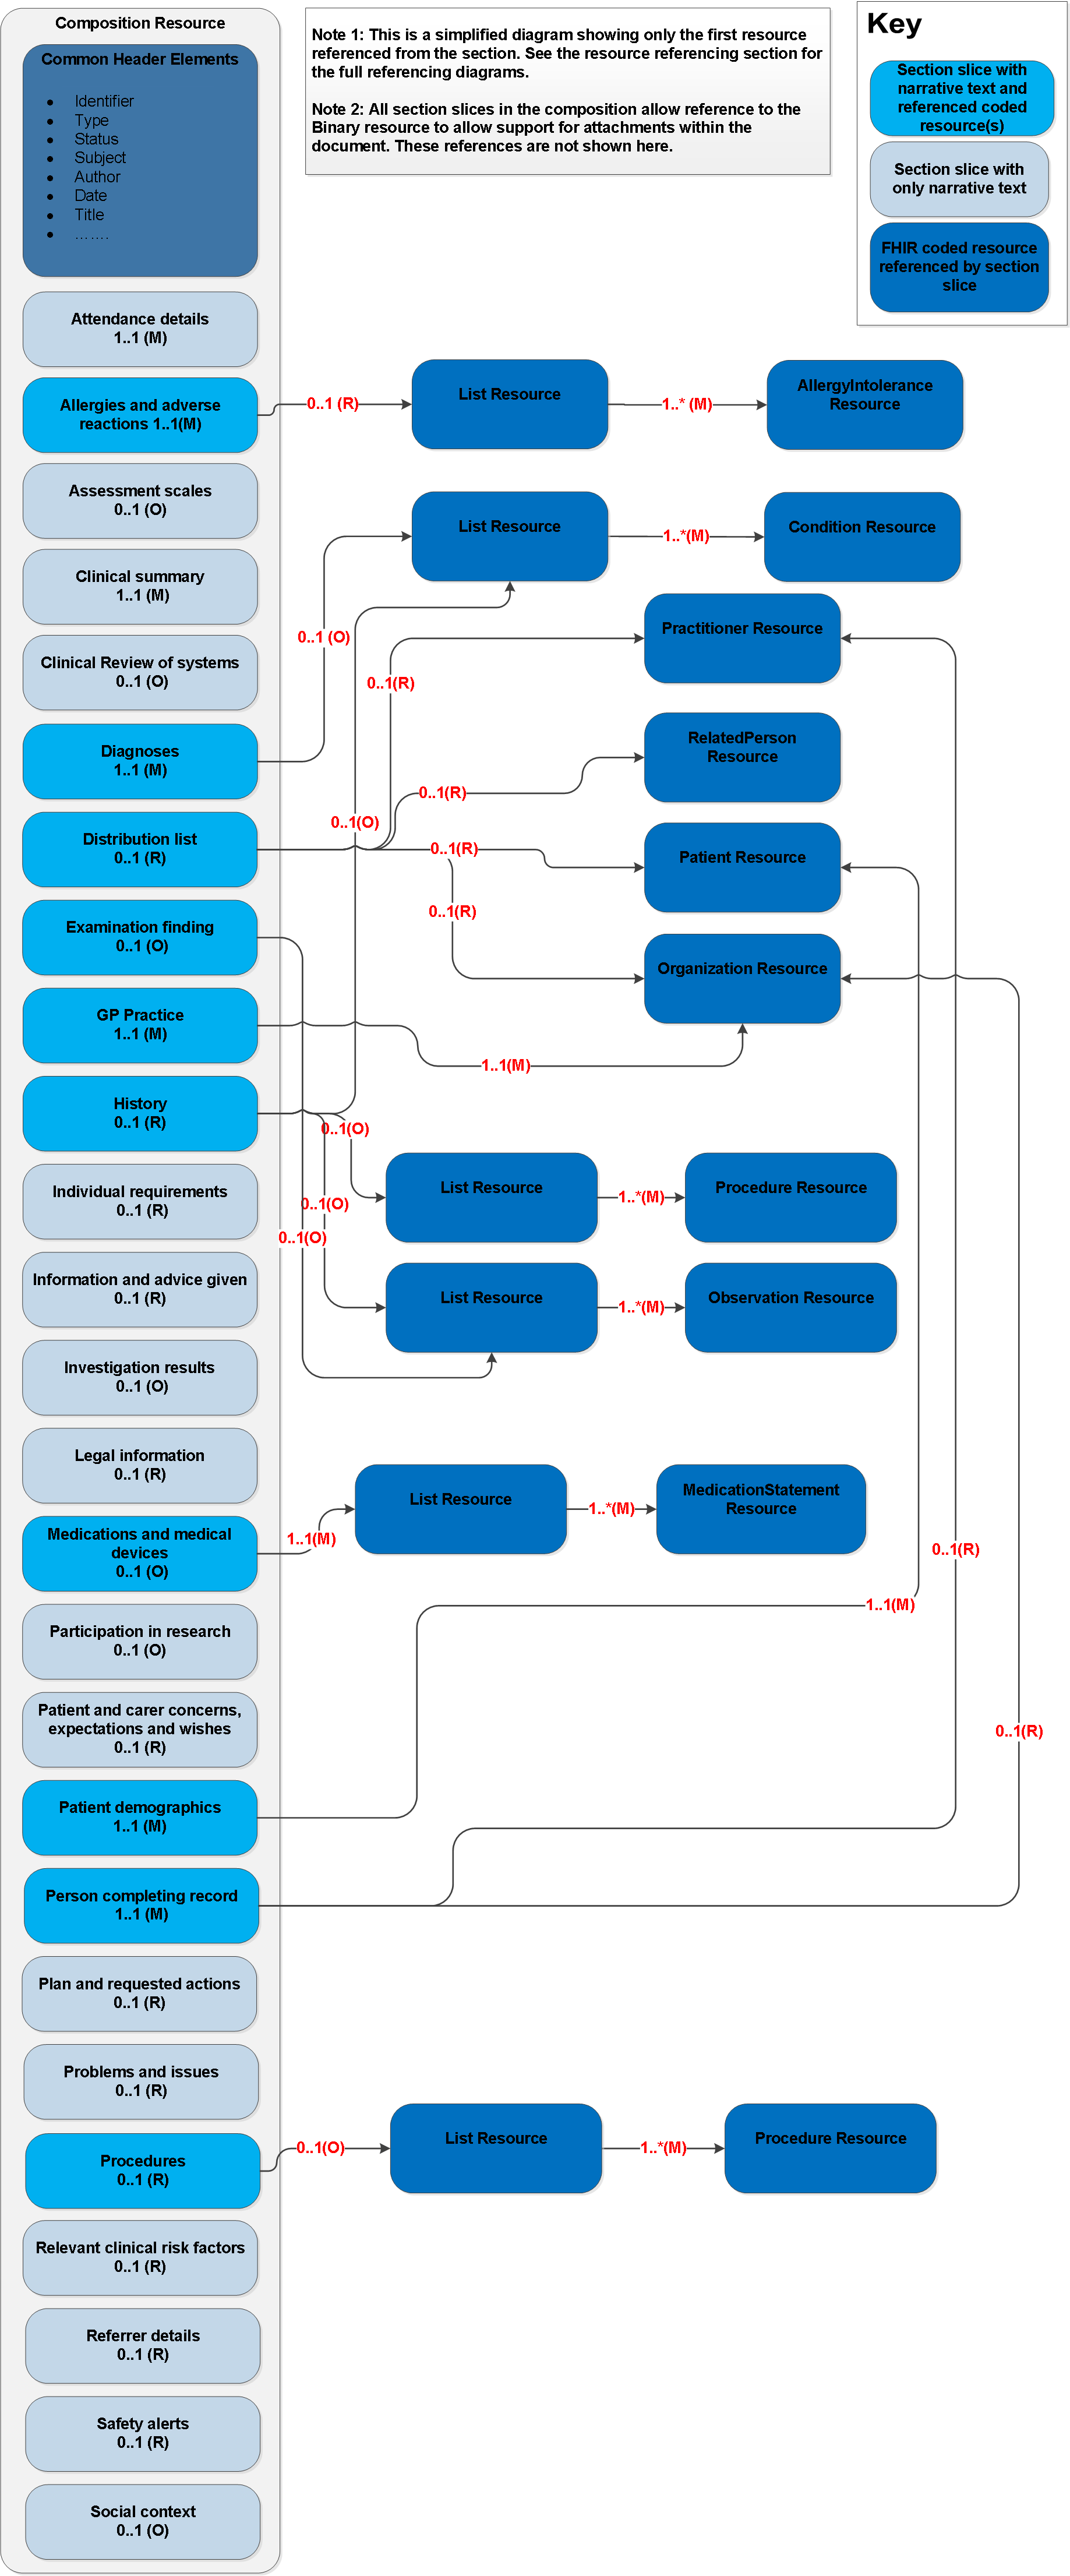 Composition Resource
Common Header Elements
● Identifier
● Type
● Status
● Subject
● Author
● Date
● Title
● …….
Note 1: This is a simplified diagram showing only the first resource
referenced from the section. See the resource referencing section for
the full referencing diagrams.
Note 2: All section slices in the composition allow reference to the
Binary resource to allow support for attachments within the
document. These references are not shown here.
Key
Section slice with
narrative text and
referenced coded
resource(s)
Section slice with
only narrative text
FHIR coded resource
referenced by section
slice
Attendance details
1..1 (M)
Allergies and adverse
reactions 1..1(M)
0..1 (R)
List Resource
1..* (M)
AllergyIntolerance
Resource
Assessment scales
0..1 (O)
List Resource
1..*(M)
Condition Resource
Clinical summary
1..1 (M)
Clinical Review of systems
0..1 (O)
0..1 (O)
Practitioner Resource
0..1(R)
Diagnoses
1..1 (M)
RelatedPerson
Resource
0..1(R)
0..1(O)
Distribution list
0..1 (R)
0..1(R)
Patient Resource
0..1(R)
Examination finding
0..1 (O)
Organization Resource
GP Practice
1..1 (M)
1..1(M)
History
0..1 (R)
0..1(O)
Individual requirements
0..1 (R)
0..1(O)
List Resource
1..*(M)
Procedure Resource
0..1(O)
Information and advice given
0..1 (R)
List Resource
1..*(M)
Observation Resource
Investigation results
0..1 (O)
Legal information
0..1 (R)
Medications and medical
devices
0..1 (O)
1..1(M)
List Resource
1..*(M)
MedicationStatement
Resource
0..1(R)
1..1(M)
Participation in research
0..1 (O)
Patient and carer concerns,
expectations and wishes
0..1 (R)
0..1(R)
Patient demographics
1..1 (M)
Person completing record
1..1 (M)
Plan and requested actions
0..1 (R)
Problems and issues
0..1 (R)
Procedures
0..1 (R)
0..1(O)
List Resource
1..*(M)
Procedure Resource
Relevant clinical risk factors
0..1 (R)
Referrer details
0..1 (R)
Safety alerts
0..1 (R)
Social context
0..1 (O)